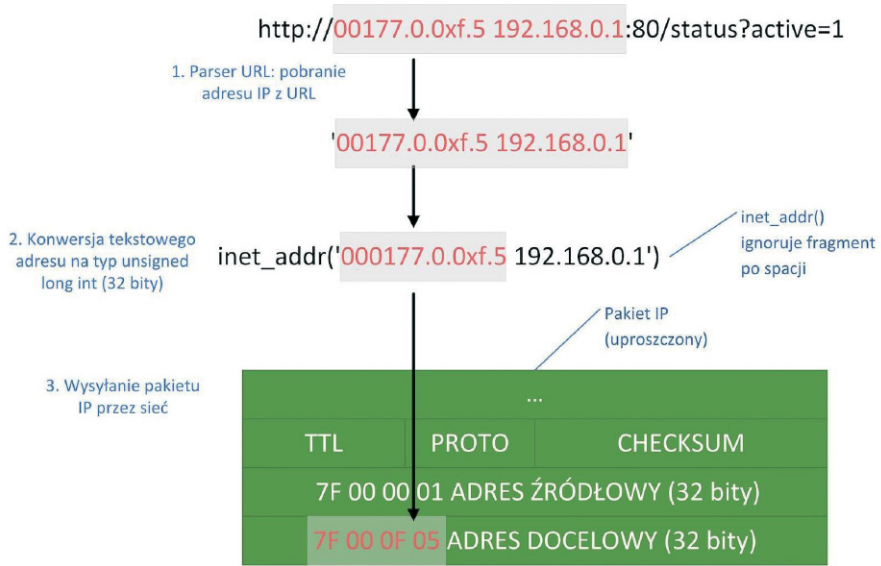 http://00177.0.0xf.5 192.168.0.1:80/status?active=1
1. Parser URL: pobranie
adresu IP z URL
'00177.0.0xf.5 192.168.0.1'
2. Konwersja tekstowego
adresu na typ unsigned
long int (32 bity)
inet_addr('000177.0.0xf.5 192.168.0.1')
inet_addr()
ignoruje fragment
po spacji
Pakiet IP
(uproszczony)
3. Wysyłanie pakietu
IP przez sieć
...
TTL PROTO CHECKSUM
7F 00 00 01 ADRES ŹRÓDŁOWY (32 bity)
7F 00 0F 05 ADRES DOCELOWY (32 bity)